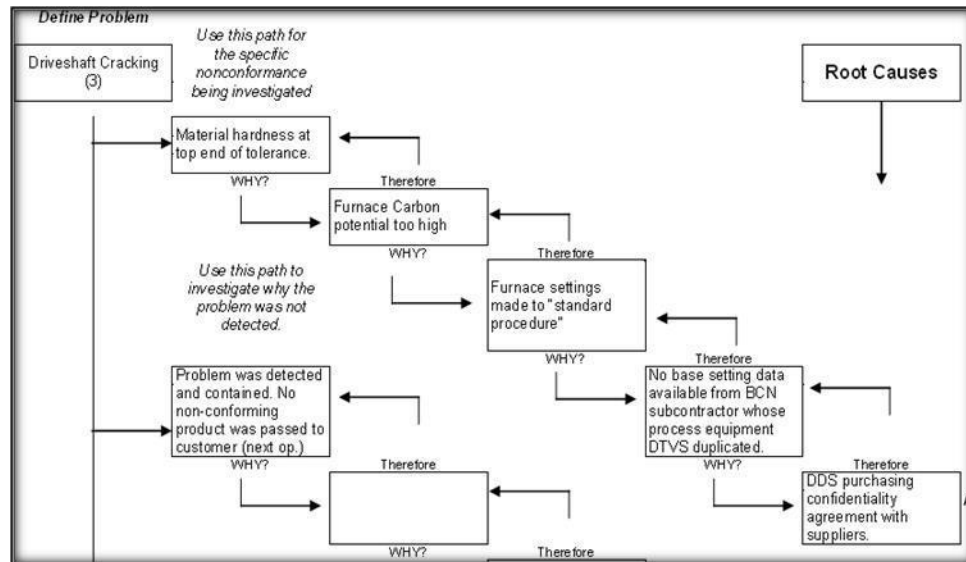 Define Problem
Driveshaft Cracking
(3)
Use this path for
the specific
nonconformance
being investigated
Root Causes
Material hardness at
top end of tolerance.
WHY?
Therefore
Furnace Carbon
potential too high
WHY?
Therefore
Use this path to
investigate why the
problem was not
detected.
Furnace settings
made to "standard
procedure"
WHY?
Therefore
Problem was detected
and contained. No
non-conforming
product was passed to
customer (next op.)
No base setting data
available from BCN
subcontractor whose
process equipment
DTVS duplicated.
WHY?
Therefore
WHY?
Therefore
DDS purchasing
confidentiality
agreement with
suppliers.
WHY?
Therefore